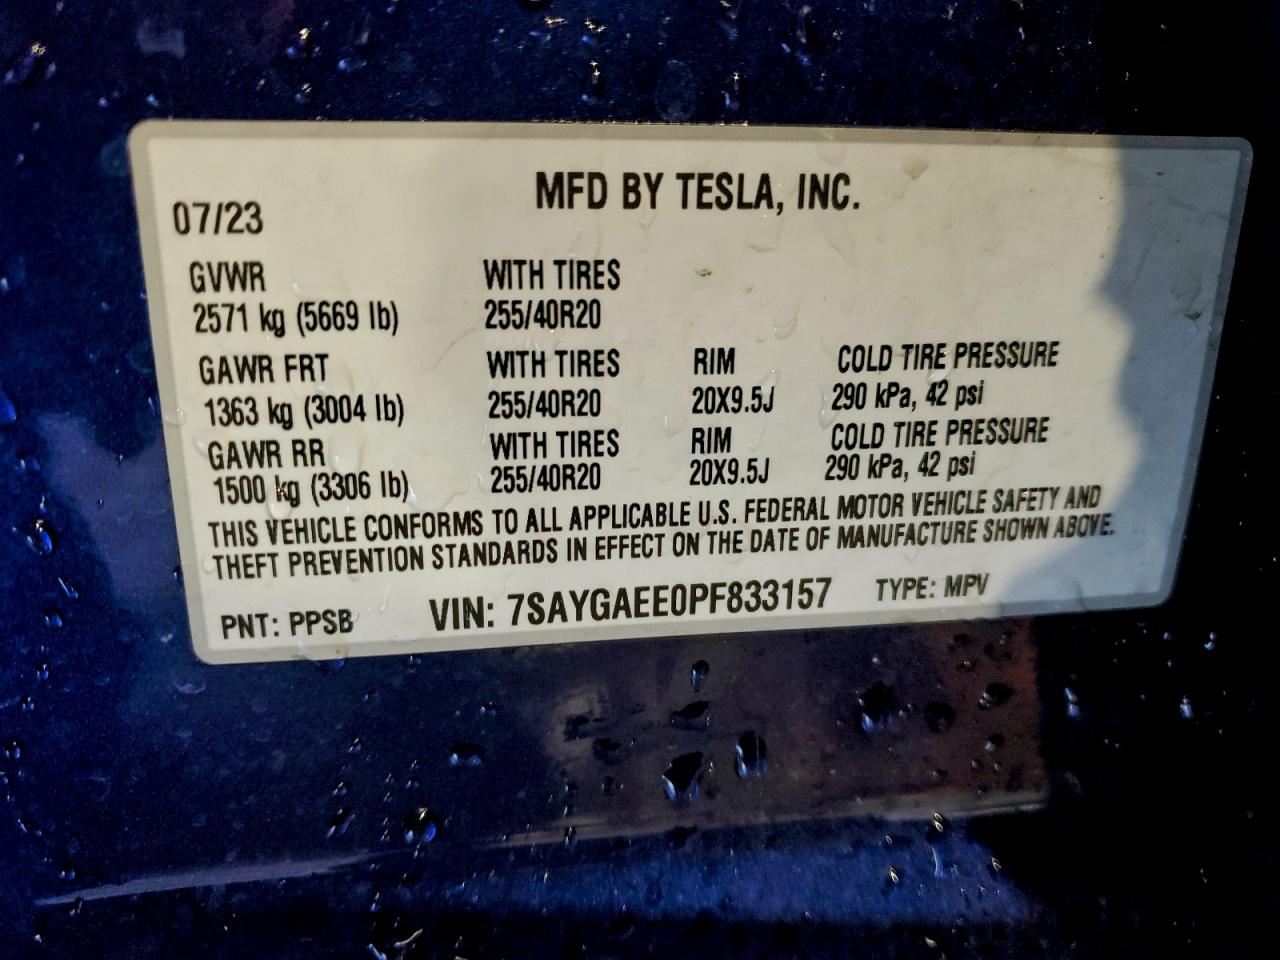 MFD BY TESLA, INC.
07/23
GVWR WITH TIRES
2571 kg (5669 lb) 255/40R20
GAWR FRT WITH TIRES RIM COLD TIRE PRESSURE
1363 kg (3004 lb) 255/40R20 20X9.5J 290 kPa, 42 psi
GAWR RR WITH TIRES RIM COLD TIRE PRESSURE
1500 kg (3306 lb) 255/40R20 20X9.5J 290 kPa, 42 psi
THIS VEHICLE CONFORMS TO ALL APPLICABLE U.S. FEDERAL MOTOR VEHICLE SAFETY AND
THEFT PREVENTION STANDARDS IN EFFECT ON THE DATE OF MANUFACTURE SHOWN ABOVE.
PNT: PPSB VIN: 7SAYGAEE0PF833157 TYPE: MPV